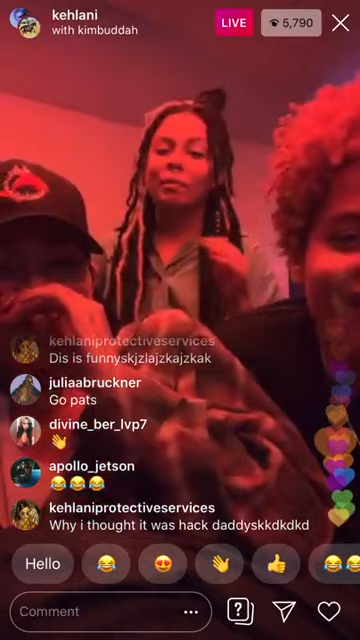 kehlani
with kimbuddah
LIVE
5,790
kehlaniprotectiveservices
Dis is funnyskjzlajzkajzkak
juliaabruckner
Go pats
divine_ber_lvp7
👋
apollo_jetson
😂😂😂
kehlaniprotectiveservices
Why i thought it was hack daddyskkdkdkd
Hello 😂 😍 👋 👍 😂😂
Comment